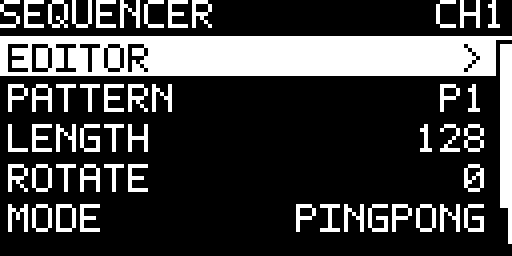 SEQUENCER CH1
EDITOR >
PATTERN P1
LENGTH 128
ROTATE 0
MODE PINGPONG